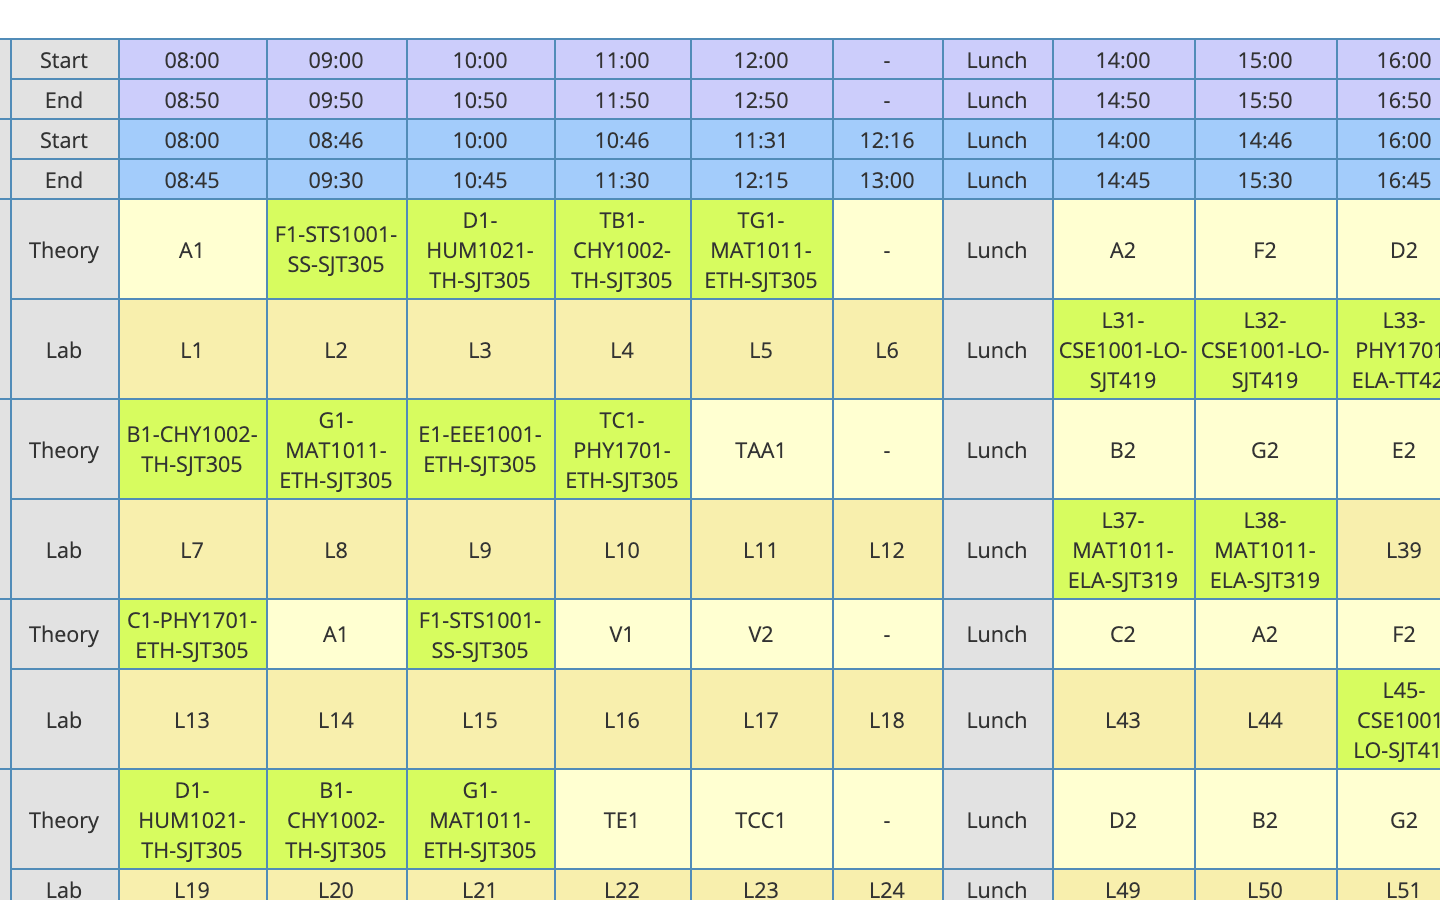 Start 08:00 09:00 10:00 11:00 12:00 - Lunch 14:00 15:00 16:00
End 08:50 09:50 10:50 11:50 12:50 - Lunch 14:50 15:50 16:50
Start 08:00 08:46 10:00 10:46 11:31 12:16 Lunch 14:00 14:46 16:00
End 08:45 09:30 10:45 11:30 12:15 13:00 Lunch 14:45 15:30 16:45
Theory
A1
F1-STS1001-
SS-SJT305
D1-
HUM1021-
TH-SJT305
TB1-
CHY1002-
TH-SJT305
TG1-
MAT1011-
ETH-SJT305
-
Lunch
A2
F2
D2
Lab
L1
L2
L3
L4
L5
L6
Lunch
L31-
CSE1001-LO-
SJT419
L32-
CSE1001-LO-
SJT419
L33-
PHY1701
ELA-TT42
Theory
B1-CHY1002-
TH-SJT305
G1-
MAT1011-
ETH-SJT305
E1-EEE1001-
ETH-SJT305
TC1-
PHY1701-
ETH-SJT305
TAA1
-
Lunch
B2
G2
E2
Lab
L7
L8
L9
L10
L11
L12
Lunch
L37-
MAT1011-
ELA-SJT319
L38-
MAT1011-
ELA-SJT319
L39
Theory
C1-PHY1701-
ETH-SJT305
A1
F1-STS1001-
SS-SJT305
V1
V2
-
Lunch
C2
A2
F2
Lab
L13
L14
L15
L16
L17
L18
Lunch
L43
L44
L45-
CSE1001
LO-SJT41
Theory
D1-
HUM1021-
TH-SJT305
B1-
CHY1002-
TH-SJT305
G1-
MAT1011-
ETH-SJT305
TE1
TCC1
-
Lunch
D2
B2
G2
Lab L19 L20 L21 L22 L23 L24 Lunch L49 L50 L51